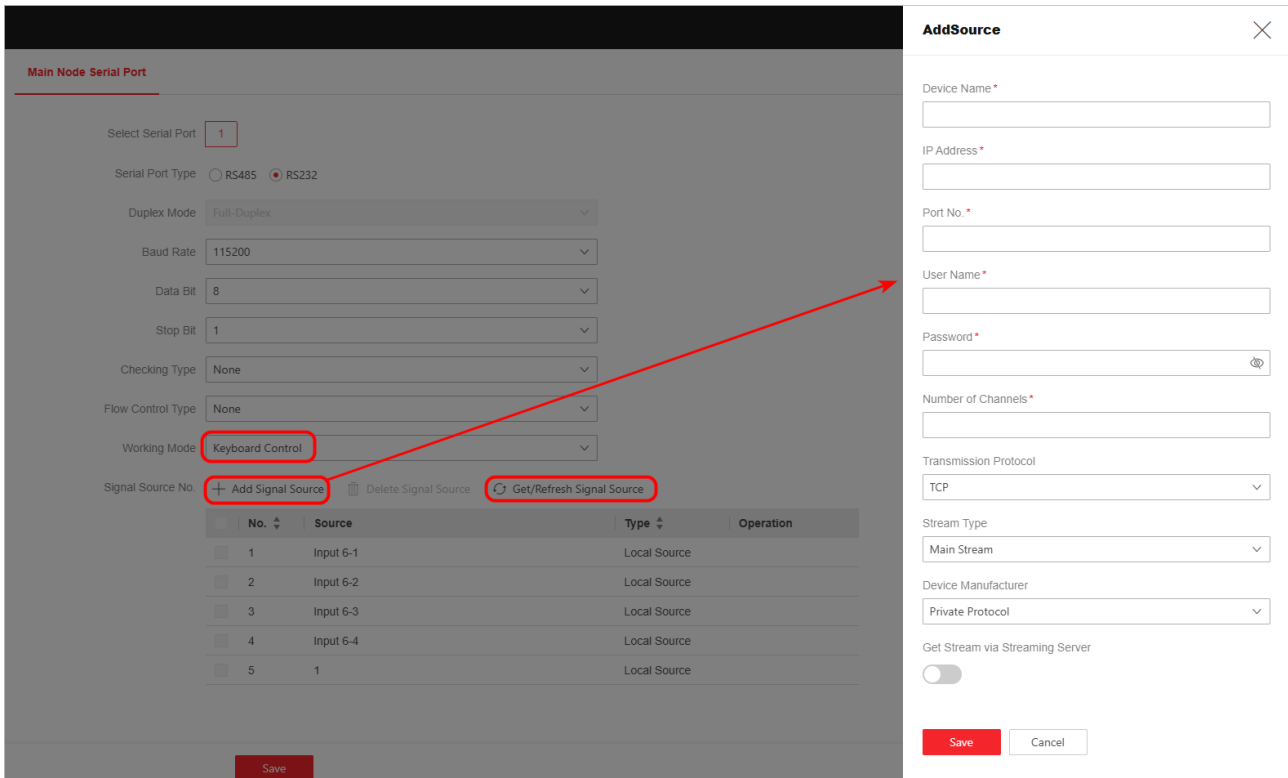 Main Node Serial Port
Select Serial Port 1
Serial Port Type RS485 RS232
Duplex Mode Full-Duplex
Baud Rate 115200
Data Bit 8
Stop Bit 1
Checking Type None
Flow Control Type None
Working Mode Keyboard Control
Signal Source No. Add Signal Source Delete Signal Source Get/Refresh Signal Source
No. Source Type Operation
1 Input 6-1 Local Source
2 Input 6-2 Local Source
3 Input 6-3 Local Source
4 Input 6-4 Local Source
5 1 Local Source
Save
AddSource
Device Name*
IP Address*
Port No.*
User Name*
Password*
Number of Channels*
Transmission Protocol
TCP
Stream Type
Main Stream
Device Manufacturer
Private Protocol
Get Stream via Streaming Server
Save Cancel